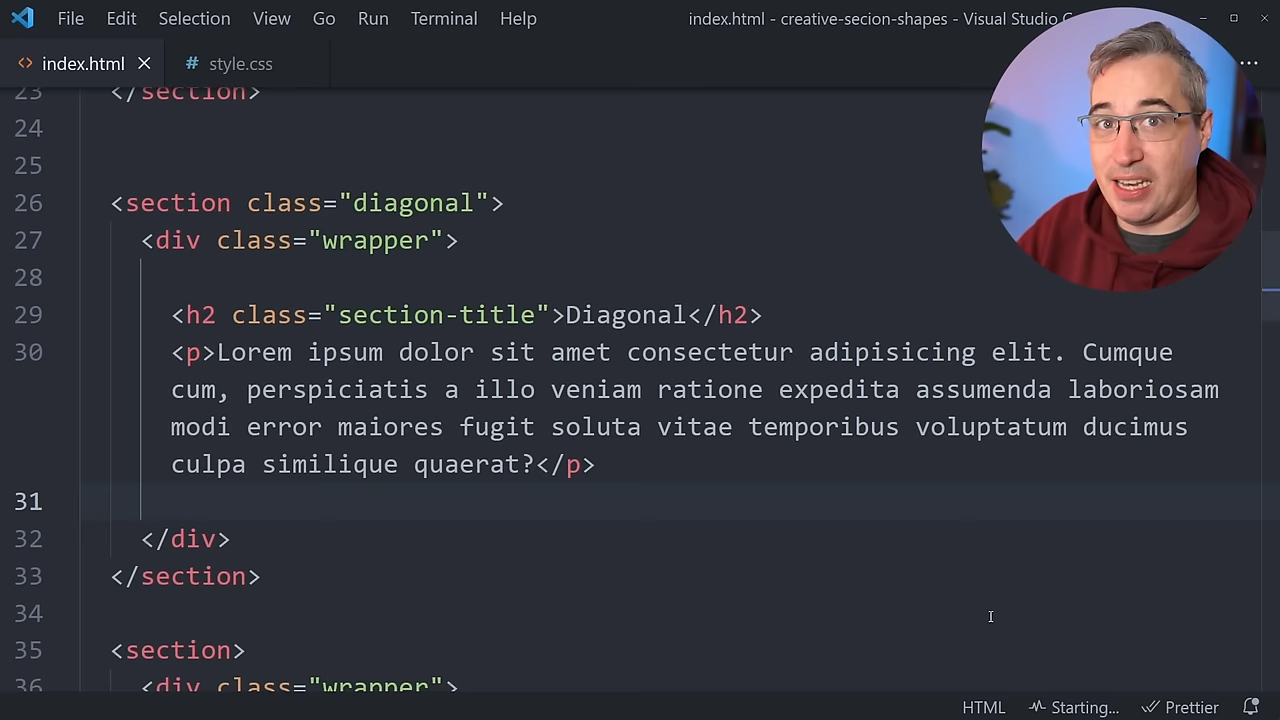 File Edit Selection View Go Run Terminal Help index.html - creative-secion-shapes - Visual Studio
index.html style.css
23 </section>
24
25
26 <section class="diagonal">
27 <div class="wrapper">
28
29 <h2 class="section-title">Diagonal</h2>
30 <p>Lorem ipsum dolor sit amet consectetur adipisicing elit. Cumque
cum, perspiciatis a illo veniam ratione expedita assumenda laboriosam
modi error maiores fugit soluta vitae temporibus voluptatum ducimus
culpa similique quaerat?</p>
31
32 </div>
33 </section>
34
35 <section>
36 <div class="wrapper">
HTML Starting... Prettier